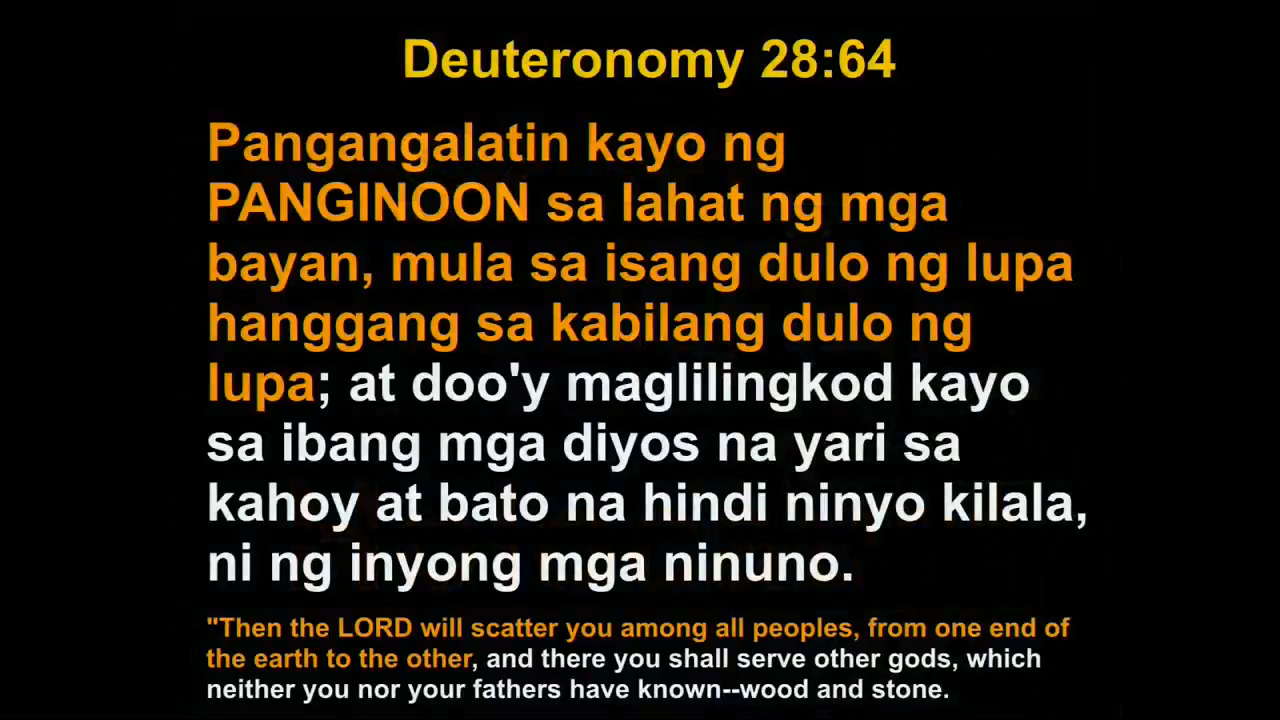 Deuteronomy 28:64
Pangangalatin kayo ng
PANGINOON sa lahat ng mga
bayan, mula sa isang dulo ng lupa
hanggang sa kabilang dulo ng
lupa; at doo'y maglilingkod kayo
sa ibang mga diyos na yari sa
kahoy at bato na hindi ninyo kilala,
ni ng inyong mga ninuno.
"Then the LORD will scatter you among all peoples, from one end of
the earth to the other, and there you shall serve other gods, which
neither you nor your fathers have known--wood and stone.